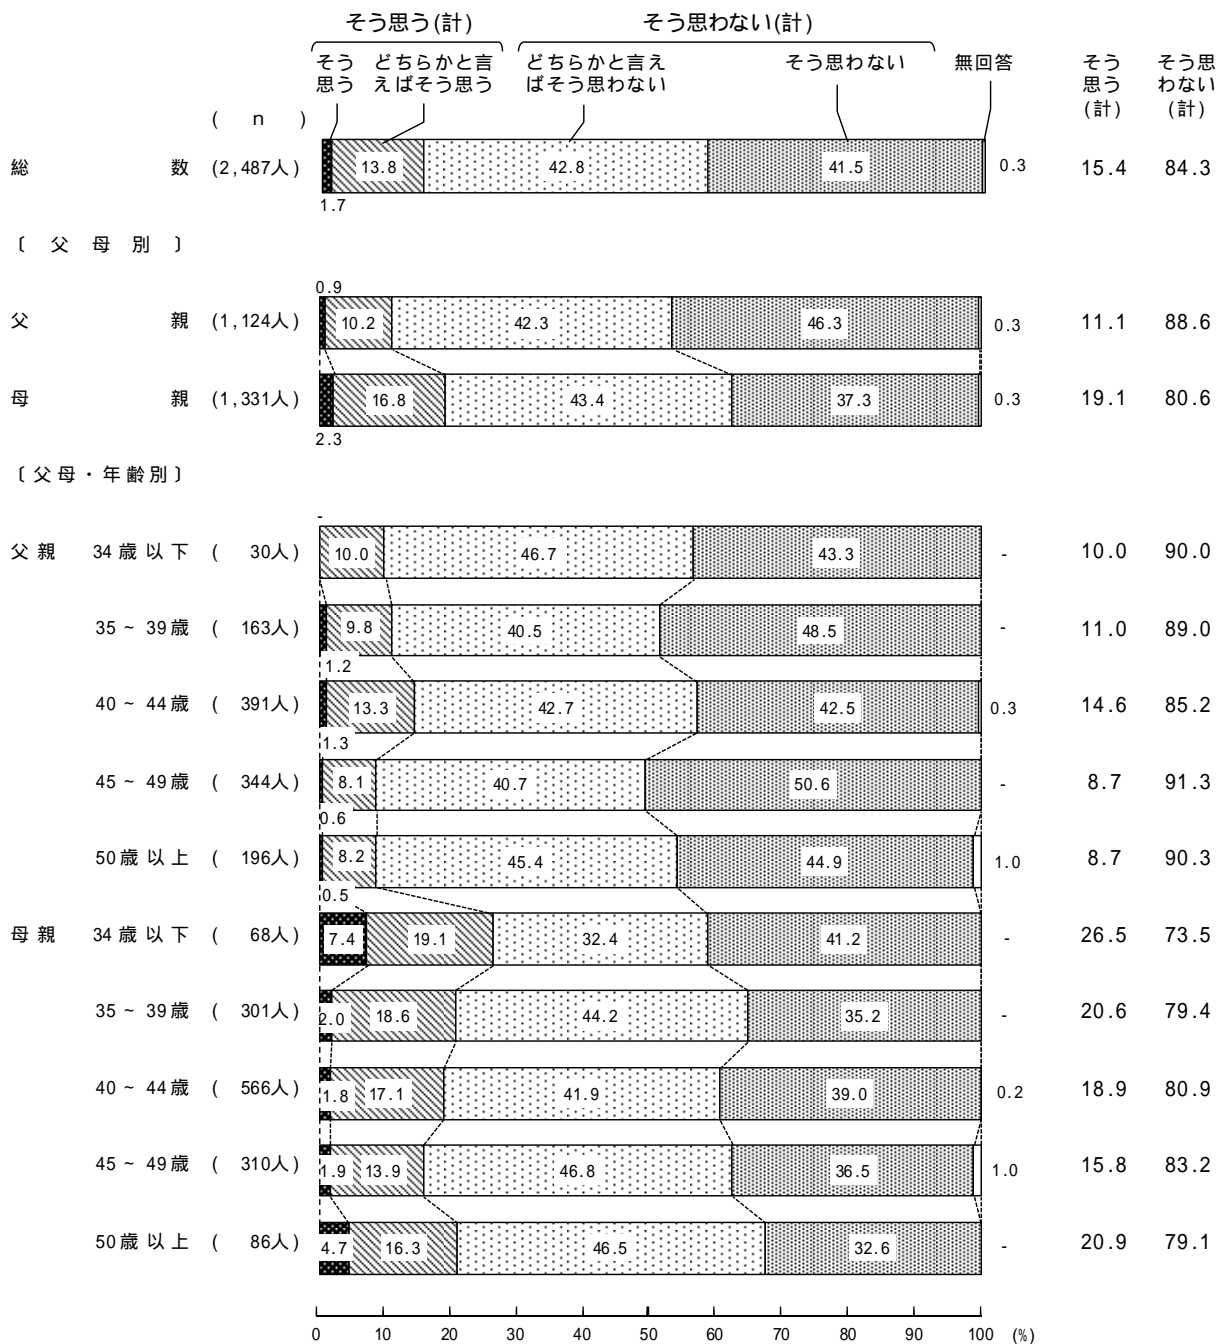 そう思う(計) そう思わない(計)
そう どちらかと言 どちらかと言え そう思わない 無回答 そう そう思
思う えばそう思う ばそう思わない 思う わない
( n ) (計) (計)
総数 (2,487人) 13.8 42.8 41.5 0.3 15.4 84.3
1.7
〔父母別〕
0.9
父親 (1,124人) 10.2 42.3 46.3 0.3 11.1 88.6
母親 (1,331人) 16.8 43.4 37.3 0.3 19.1 80.6
2.3
〔父母・年齢別〕
-
父親 34歳以下 ( 30人) 10.0 46.7 43.3 - 10.0 90.0
35~39歳 ( 163人) 9.8 40.5 48.5 - 11.0 89.0
1.2
40~44歳 ( 391人) 13.3 42.7 42.5 0.3 14.6 85.2
1.3
45~49歳 ( 344人) 8.1 40.7 50.6 - 8.7 91.3
0.6
50歳以上 ( 196人) 8.2 45.4 44.9 1.0 8.7 90.3
0.5
母親 34歳以下 ( 68人) 7.4 19.1 32.4 41.2 - 26.5 73.5
35~39歳 ( 301人) 2.0 18.6 44.2 35.2 - 20.6 79.4
40~44歳 ( 566人) 1.8 17.1 41.9 39.0 0.2 18.9 80.9
45~49歳 ( 310人) 1.9 13.9 46.8 36.5 1.0 15.8 83.2
50歳以上 ( 86人) 4.7 16.3 46.5 32.6 - 20.9 79.1
0 10 20 30 40 50 60 70 80 90 100 (%)